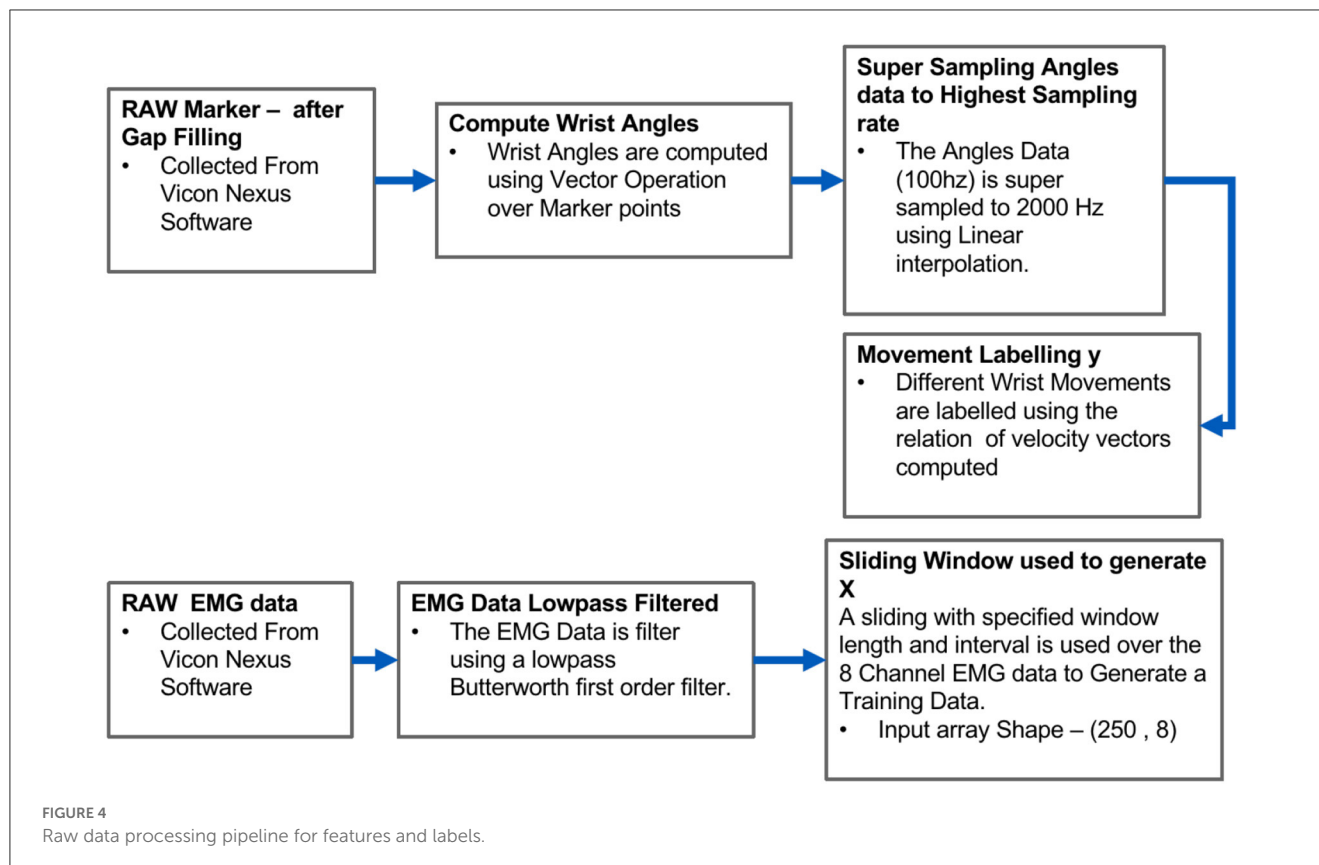 RAW Marker – after
Gap Filling
• Collected From
Vicon Nexus
Software
Compute Wrist Angles
• Wrist Angles are computed
using Vector Operation
over Marker points
Super Sampling Angles
data to Highest Sampling
rate
• The Angles Data
(100hz) is super
sampled to 2000 Hz
using Linear
interpolation.
Movement Labelling y
• Different Wrist Movements
are labelled using the
relation of velocity vectors
computed
RAW EMG data
• Collected From
Vicon Nexus
Software
EMG Data Lowpass Filtered
• The EMG Data is filter
using a lowpass
Butterworth first order filter.
Sliding Window used to generate
X
A sliding with specified window
length and interval is used over the
8 Channel EMG data to Generate a
Training Data.
• Input array Shape – (250 , 8)
FIGURE 4
Raw data processing pipeline for features and labels.